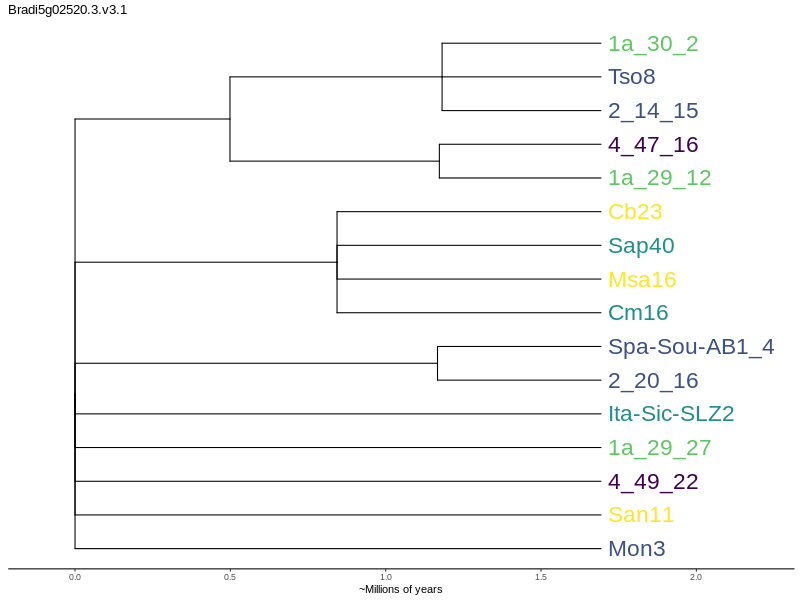 Bradi5g02520.3.v3.1
1a_30_2
Tso8
2_14_15
4_47_16
1a_29_12
Cb23
Sap40
Msa16
Cm16
Spa-Sou-AB1_4
2_20_16
Ita-Sic-SLZ2
1a_29_27
4_49_22
San11
Mon3
0.0 0.5 1.0 1.5 2.0
~Millions of years